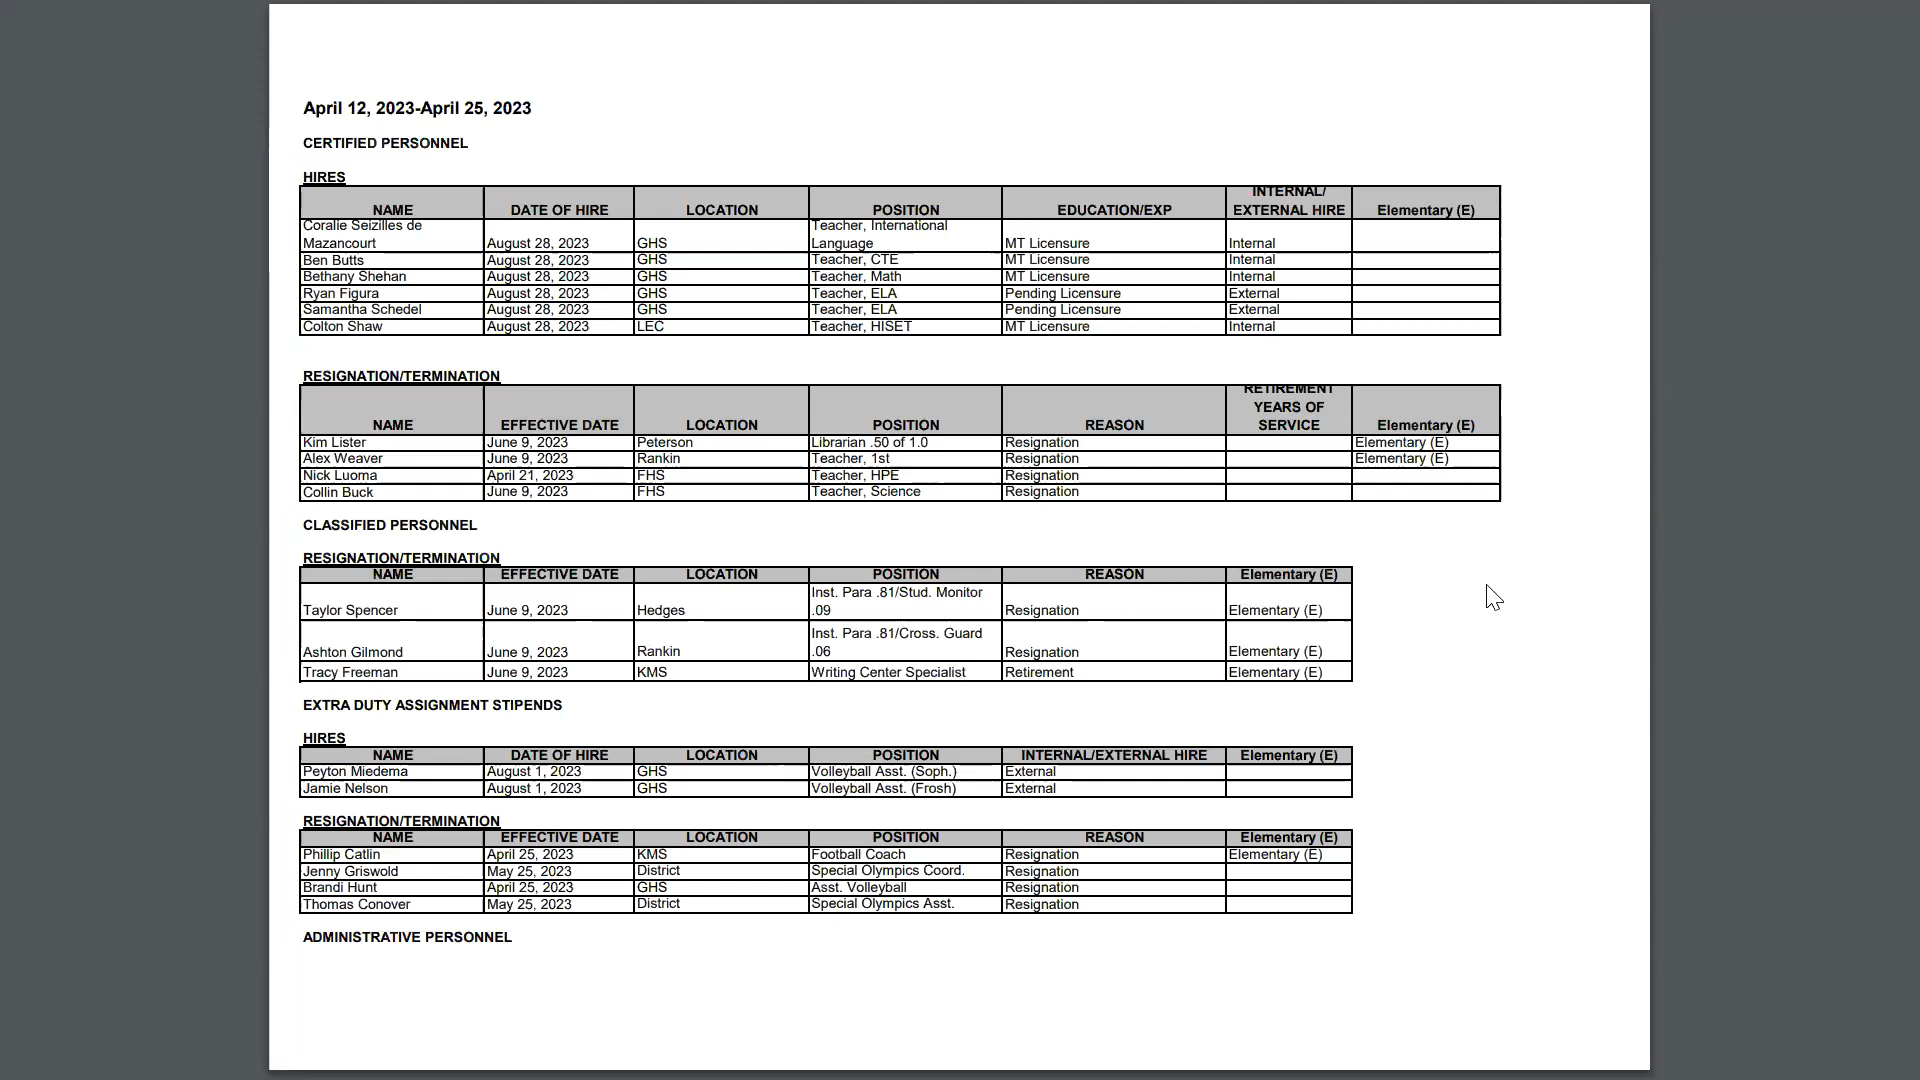 April 12, 2023-April 25, 2023
CERTIFIED PERSONNEL
HIRES
NAME DATE OF HIRE LOCATION POSITION EDUCATION/EXP INTERNAL/ EXTERNAL HIRE Elementary (E)
Coralie Seizilles de Mazancourt August 28, 2023 GHS Teacher, International Language MT Licensure Internal
Ben Butts August 28, 2023 GHS Teacher, CTE MT Licensure Internal
Bethany Shehan August 28, 2023 GHS Teacher, Math MT Licensure Internal
Ryan Figura August 28, 2023 GHS Teacher, ELA Pending Licensure External
Samantha Schedel August 28, 2023 GHS Teacher, ELA Pending Licensure External
Colton Shaw August 28, 2023 LEC Teacher, HISET MT Licensure Internal
RESIGNATION/TERMINATION
NAME EFFECTIVE DATE LOCATION POSITION REASON RETIREMENT YEARS OF SERVICE Elementary (E)
Kim Lister June 9, 2023 Peterson Librarian .50 of 1.0 Resignation Elementary (E)
Alex Weaver June 9, 2023 Rankin Teacher, 1st Resignation Elementary (E)
Nick Luoma April 21, 2023 FHS Teacher, HPE Resignation
Collin Buck June 9, 2023 FHS Teacher, Science Resignation
CLASSIFIED PERSONNEL
RESIGNATION/TERMINATION
NAME EFFECTIVE DATE LOCATION POSITION REASON Elementary (E)
Taylor Spencer June 9, 2023 Hedges Inst. Para .81/Stud. Monitor .09 Resignation Elementary (E)
Ashton Gilmond June 9, 2023 Rankin Inst. Para .81/Cross. Guard .06 Resignation Elementary (E)
Tracy Freeman June 9, 2023 KMS Writing Center Specialist Retirement Elementary (E)
EXTRA DUTY ASSIGNMENT STIPENDS
HIRES
NAME DATE OF HIRE LOCATION POSITION INTERNAL/EXTERNAL HIRE Elementary (E)
Peyton Miedema August 1, 2023 GHS Volleyball Asst. (Soph.) External
Jamie Nelson August 1, 2023 GHS Volleyball Asst. (Frosh) External
RESIGNATION/TERMINATION
NAME EFFECTIVE DATE LOCATION POSITION REASON Elementary (E)
Phillip Catlin April 25, 2023 KMS Football Coach Resignation Elementary (E)
Jenny Griswold May 25, 2023 District Special Olympics Coord. Resignation
Brandi Hunt April 25, 2023 GHS Asst. Volleyball Resignation
Thomas Conover May 25, 2023 District Special Olympics Asst. Resignation
ADMINISTRATIVE PERSONNEL